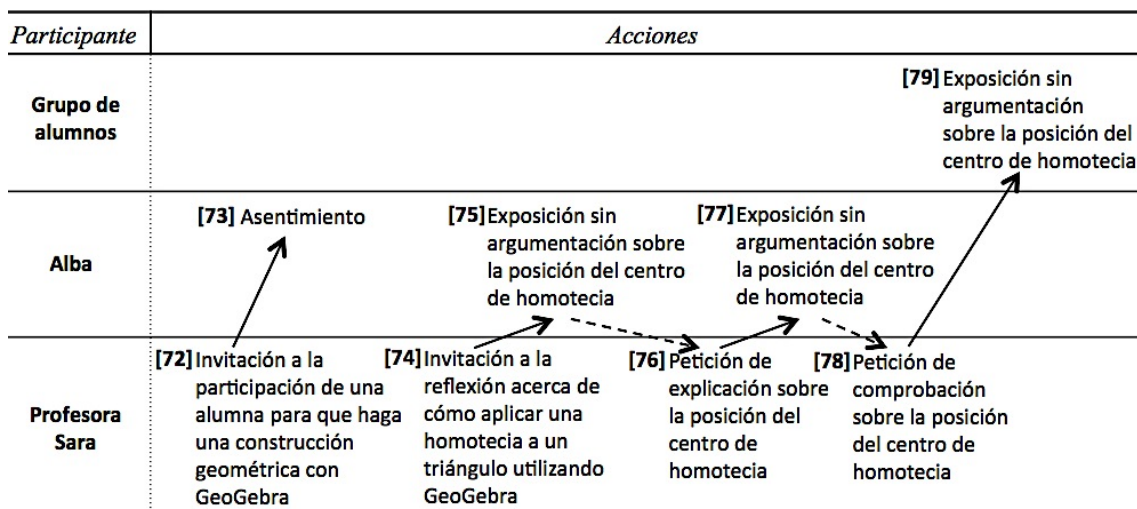 Participante Acciones
Grupo de
alumnos
[79] Exposición sin
argumentación
sobre la posición del
centro de homotecia
Alba
[73] Asentimiento
[75] Exposición sin
argumentación sobre
la posición del centro
de homotecia
[77] Exposición sin
argumentación sobre
la posición del centro
de homotecia
Profesora
Sara
[72] Invitación a la
participación de una
alumna para que haga
una construcción
geométrica con
GeoGebra
[74] Invitación a la
reflexión acerca de
cómo aplicar una
homotecia a un
triángulo utilizando
GeoGebra
[76] Petición de
explicación sobre
la posición del
centro de
homotecia
[78] Petición de
comprobación
sobre la posición
del centro de
homotecia